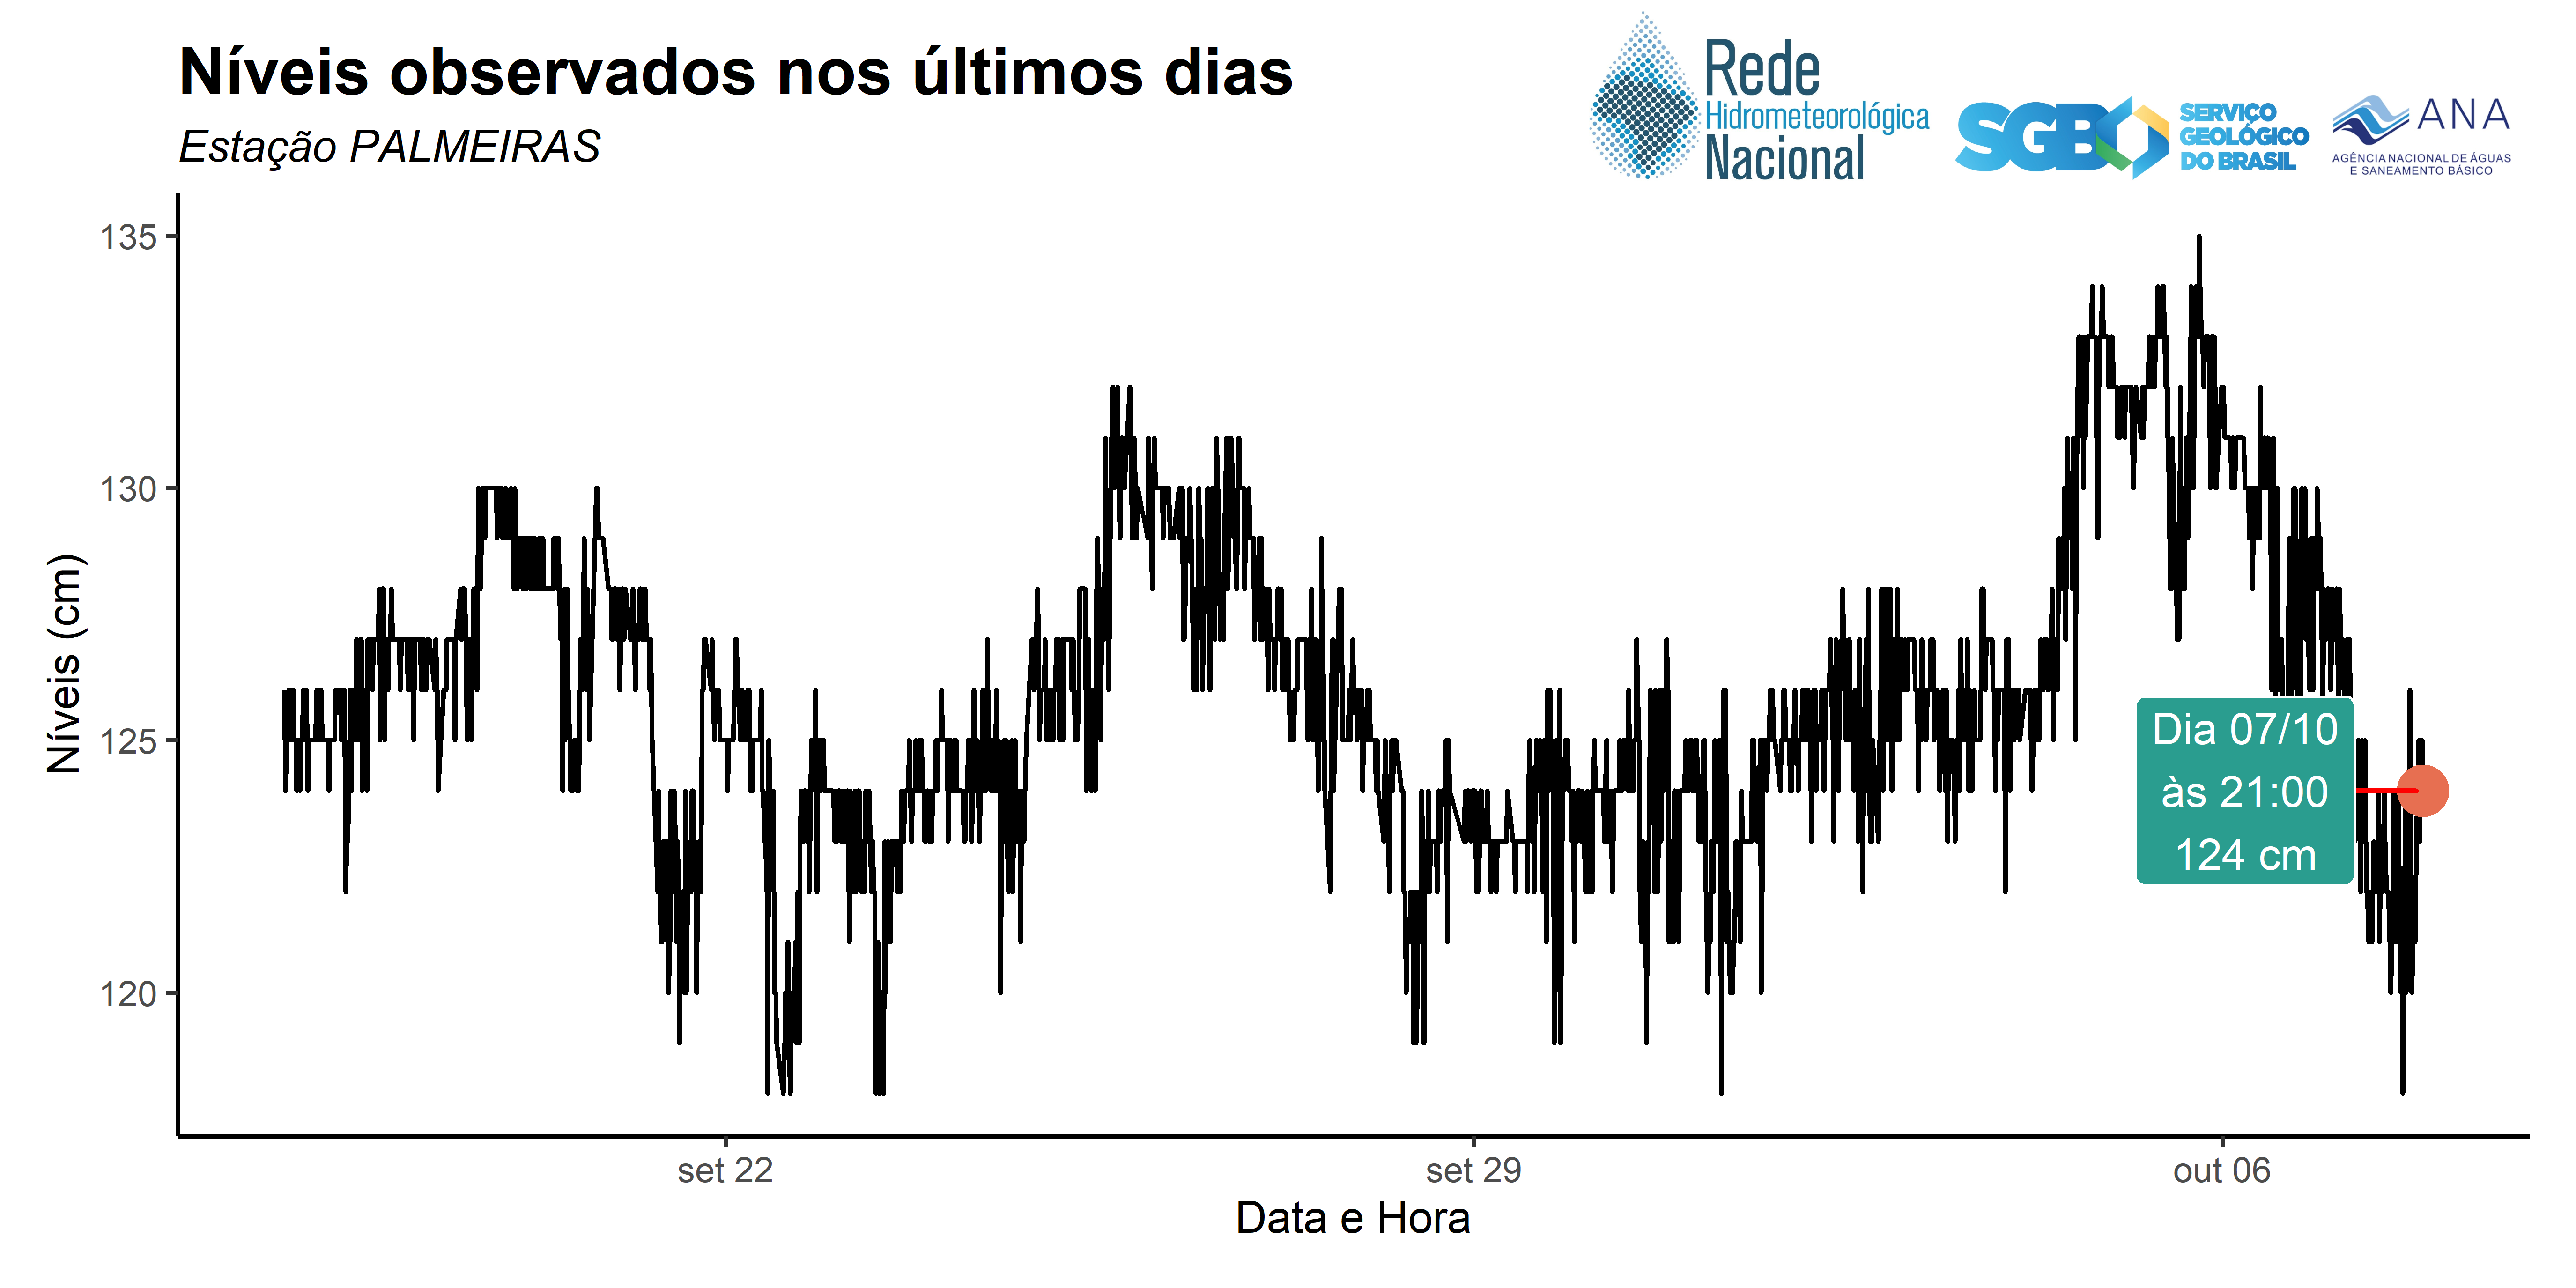 Níveis observados nos últimos dias
Estação PALMEIRAS
Rede
Hidrometeorológica
Nacional
SGB
SERVIÇO
GEOLÓGICO
DO BRASIL
ANA
AGÊNCIA NACIONAL DE ÁGUAS
E SANEAMENTO BÁSICO
135
130
125
120
Níveis (cm)
Dia 07/10
às 21:00
124 cm
set 22
set 29
out 06
Data e Hora